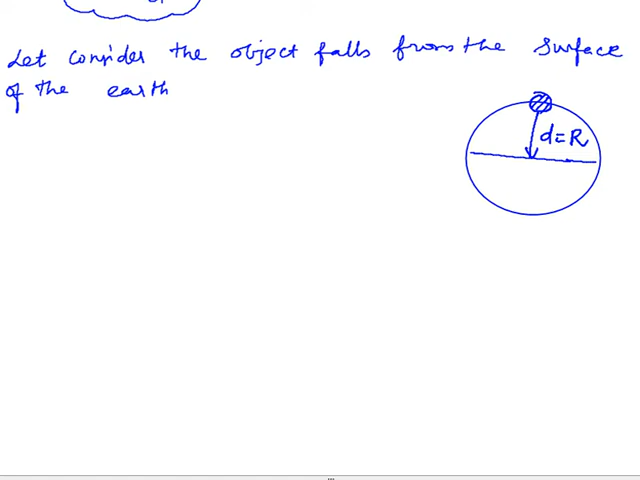 Let consider the object falls from the surface
of the earth
d=R